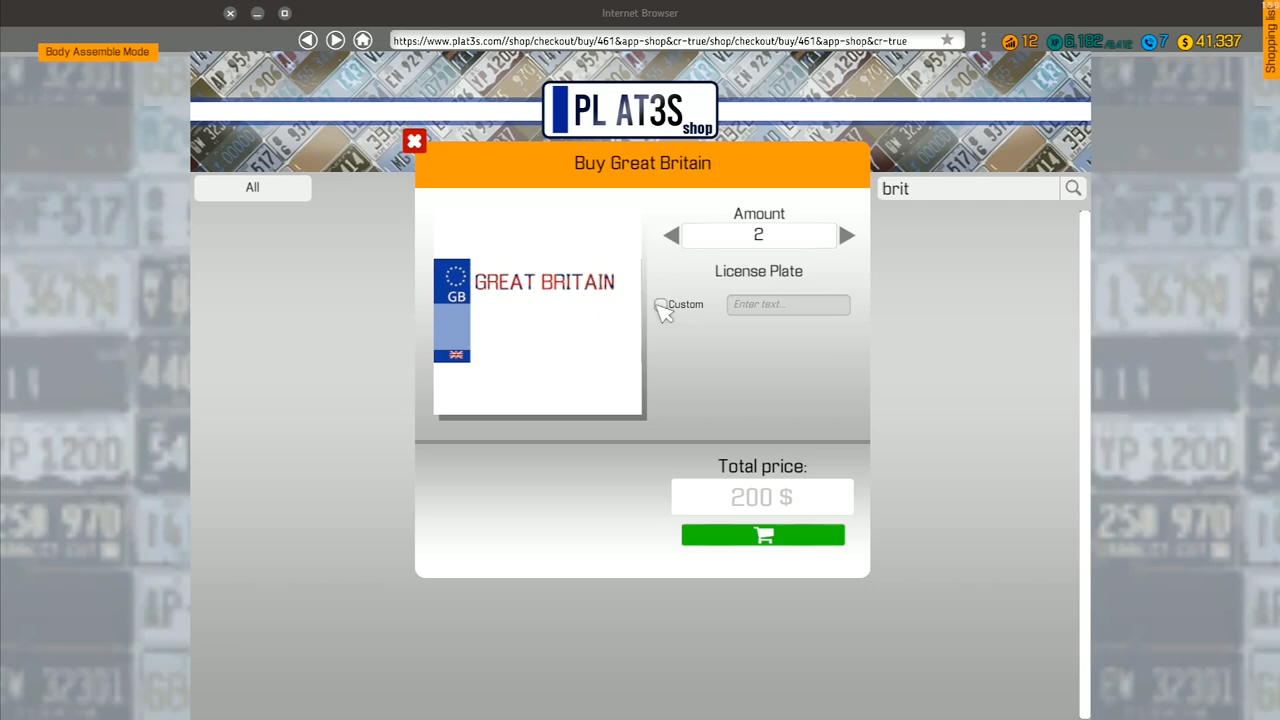 Internet Browser
Body Assemble Mode
https://www.plat3s.com//shop/checkout/buy/461&app-shop&cr-true/shop/checkout/buy/461&app-shop&cr-true
12
7
$ 41,337
Shopping list
PL AT3S
shop
Buy Great Britain
All
brit
Amount
2
GREAT BRITAIN
GB
License Plate
Custom
Enter text...
Total price:
200 $